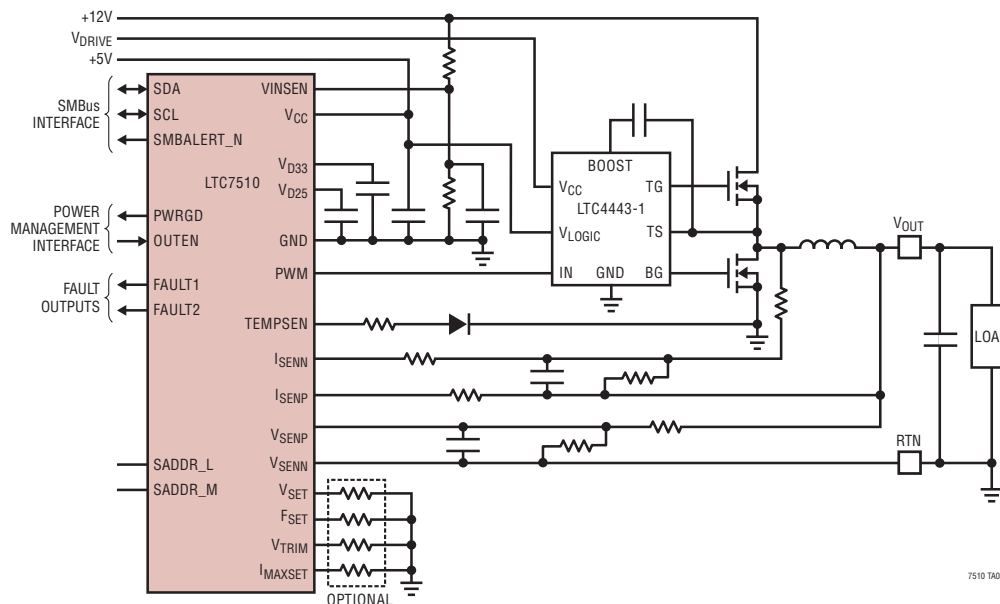 +12V
VDRIVE
+5V
SMBus
INTERFACE
SDA
SCL
SMBALERT_N
POWER
MANAGEMENT
INTERFACE
PWRGD
OUTEN
FAULT
OUTPUTS
FAULT1
FAULT2
SADDR_L
SADDR_M
LTC7510
VINSEN
VCC
VD33
VD25
GND
PWM
TEMPSEN
ISENN
ISENP
VSENP
VSENN
VSET
FSET
VTRIM
IMAXSET
OPTIONAL
BOOST
VCC
TG
LTC4443-1
VLOGIC
TS
IN
GND
BG
VOUT
RTN
LOA
7510 TA0